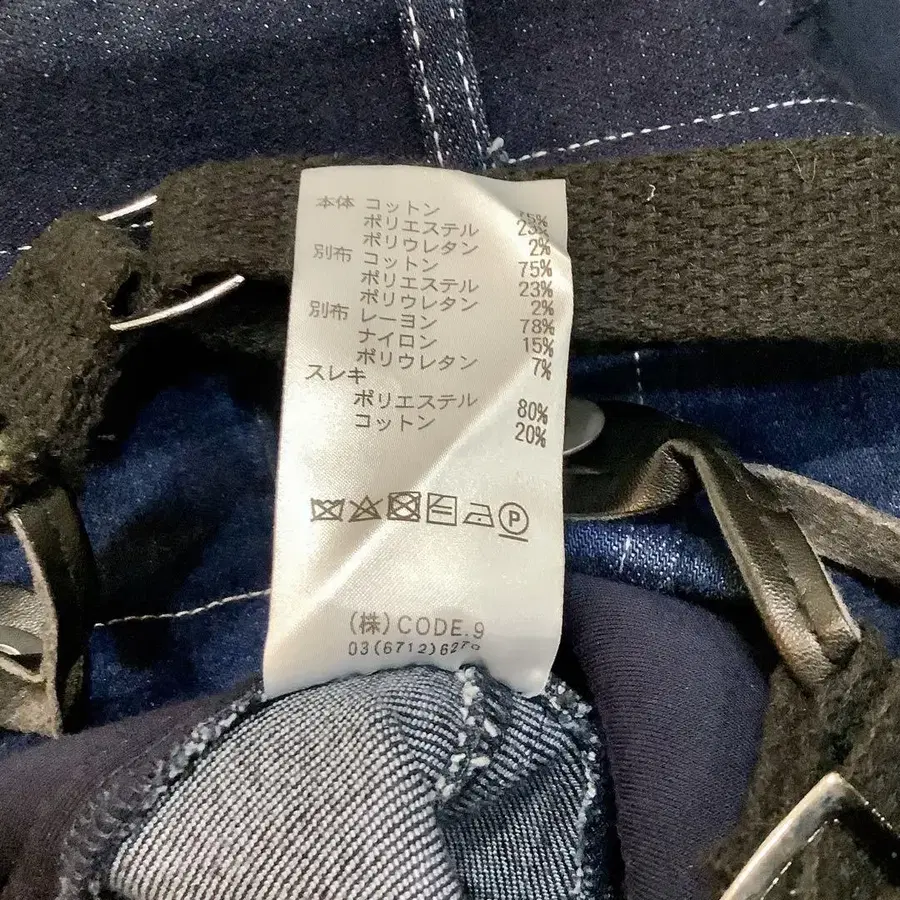 本体 コットン 75%
ポリエステル 23%
ポリウレタン 2%
別布 コットン 75%
ポリエステル 23%
ポリウレタン 2%
別布 レーヨン 78%
ナイロン 15%
ポリウレタン 7%
スレキ
ポリエステル 80%
コットン 20%
P
(株)CODE.9
03(6712)